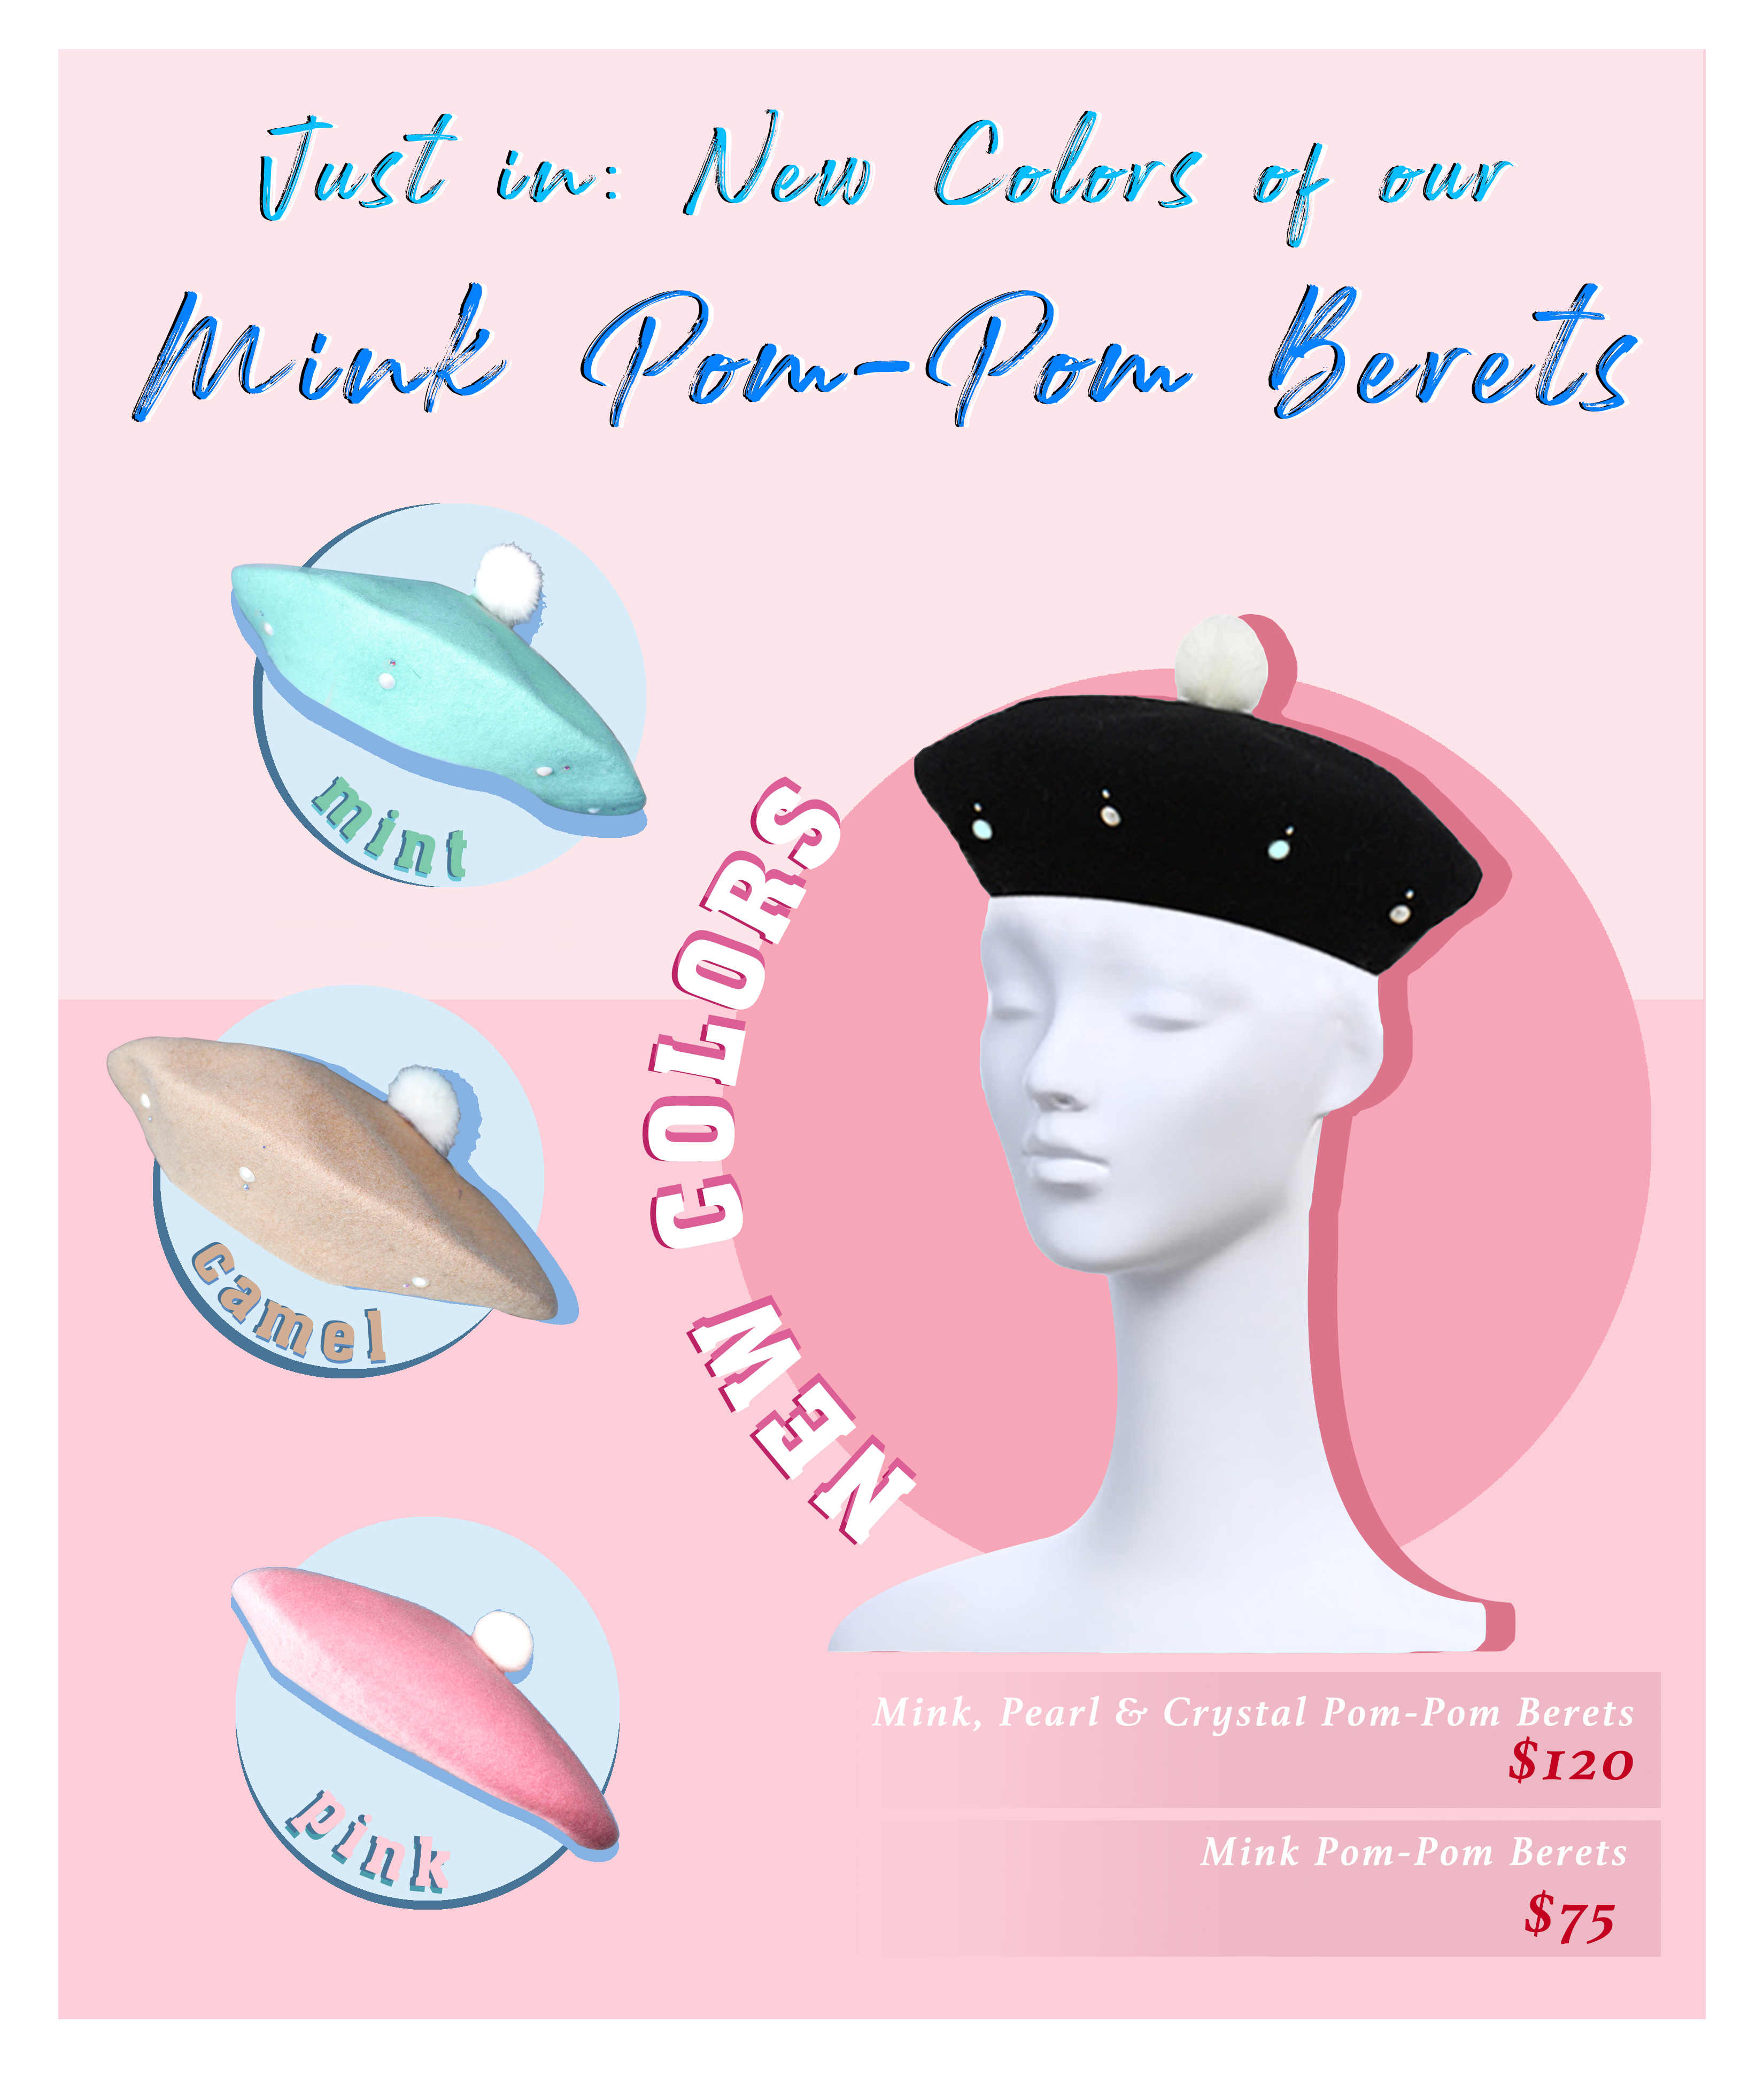 Just in: New Colors of our
Mink Pom-Pom Berets
mint
NEW COLORS
camel
pink
Mink, Pearl & Crystal Pom-Pom Berets
$120
Mink Pom-Pom Berets
$75